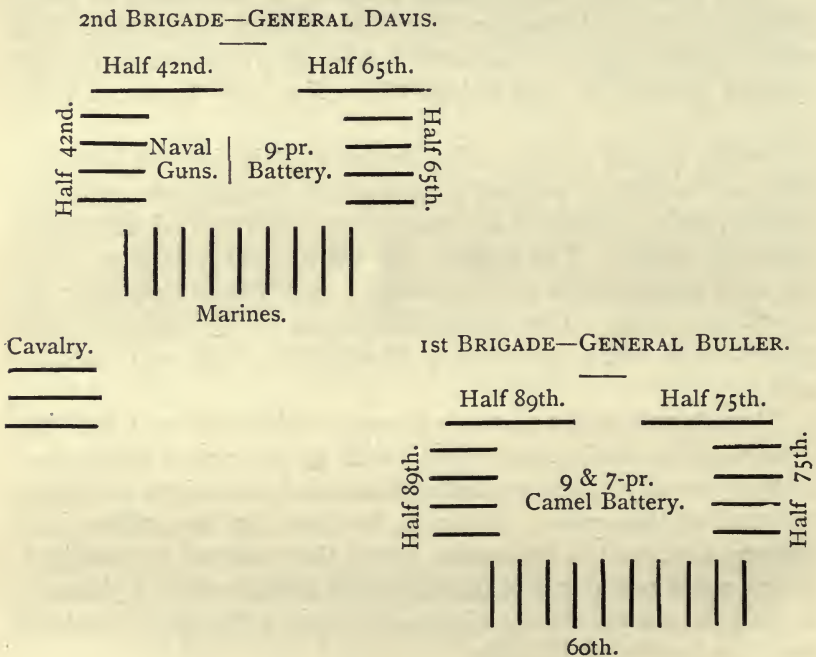 2nd BRIGADE—GENERAL DAVIS.
Half 42nd.
Half 65th.
Half 42nd.
Naval Guns.
9-pr. Battery.
Half 65th.
Marines.
Cavalry.
1st BRIGADE—GENERAL BULLER.
Half 89th.
Half 75th.
Half 89th.
9 & 7-pr.
Camel Battery.
Half 75th.
60th.